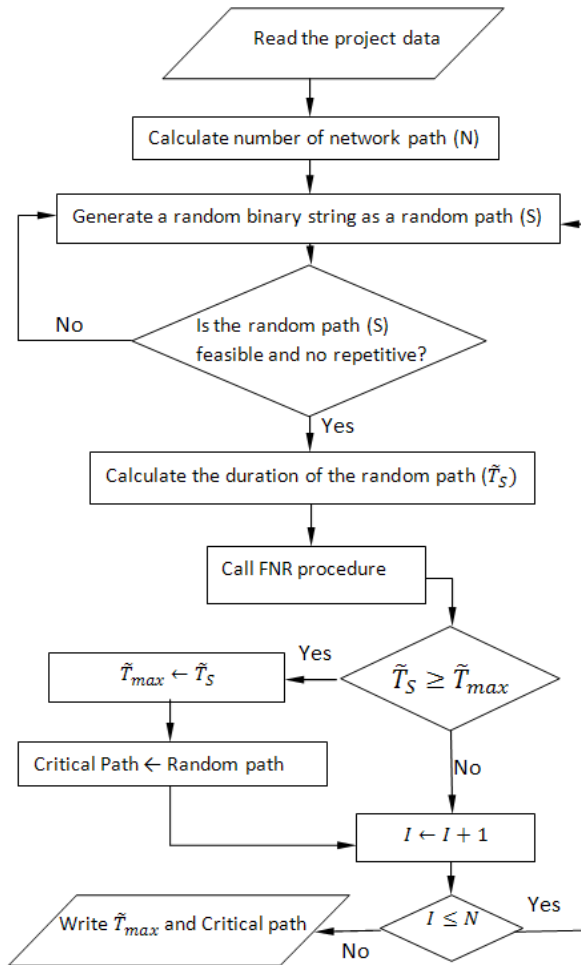 Read the project data
Calculate number of network path (N)
Generate a random binary string as a random path (S)
No
Is the random path (S)
feasible and no repetitive?
Yes
Calculate the duration of the random path (T̃_S)
Call FNR procedure
Yes
T̃_max ← T̃_S
T̃_S ≥ T̃_max
Critical Path ← Random path
No
I ← I + 1
Write T̃_max and Critical path
I ≤ N
Yes
No